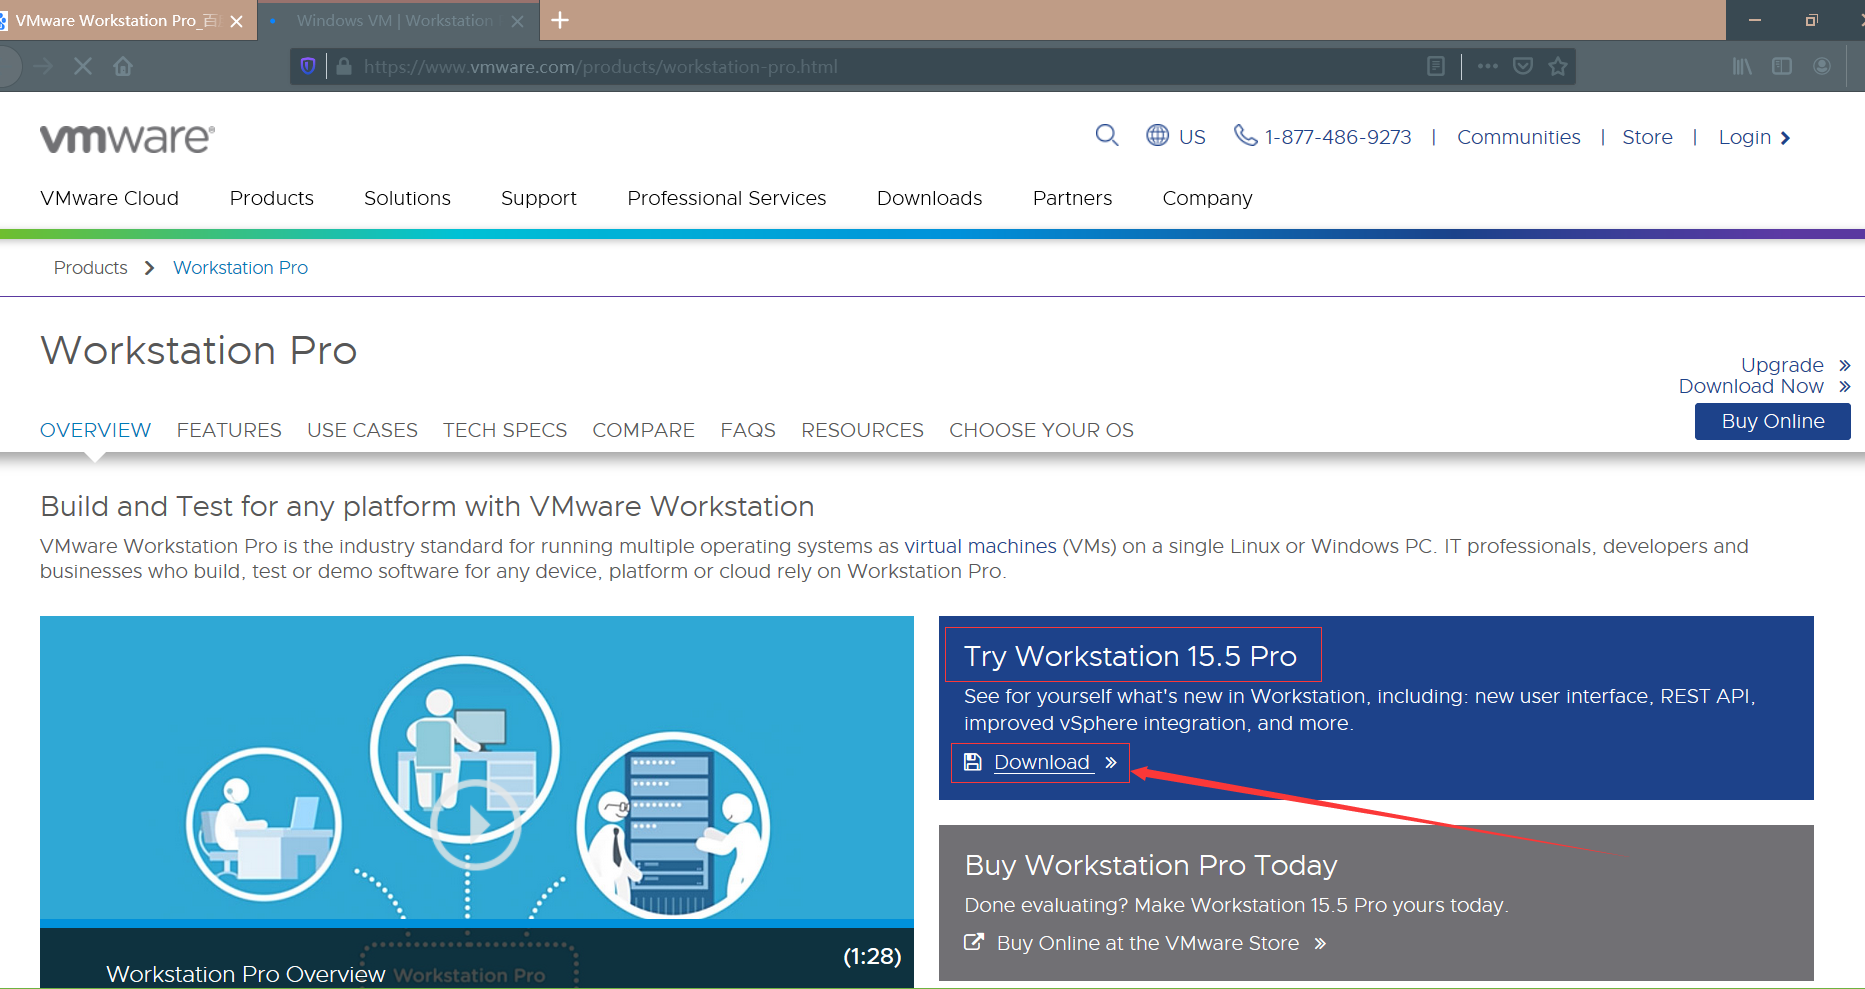 VMware Workstation Pro_百
Windows VM | Workstation
https://www.vmware.com/products/workstation-pro.html
vmware®
US
1-877-486-9273 | Communities | Store | Login
VMware Cloud Products Solutions Support Professional Services Downloads Partners Company
Products Workstation Pro
Workstation Pro
Upgrade »
Download Now »
Buy Online
OVERVIEW FEATURES USE CASES TECH SPECS COMPARE FAQS RESOURCES CHOOSE YOUR OS
Build and Test for any platform with VMware Workstation
VMware Workstation Pro is the industry standard for running multiple operating systems as virtual machines (VMs) on a single Linux or Windows PC. IT professionals, developers and
businesses who build, test or demo software for any device, platform or cloud rely on Workstation Pro.
Try Workstation 15.5 Pro
See for yourself what's new in Workstation, including: new user interface, REST API,
improved vSphere integration, and more.
Download »
Buy Workstation Pro Today
Done evaluating? Make Workstation 15.5 Pro yours today.
Buy Online at the VMware Store »
(1:28)
Workstation Pro Overview
Workstation Pro